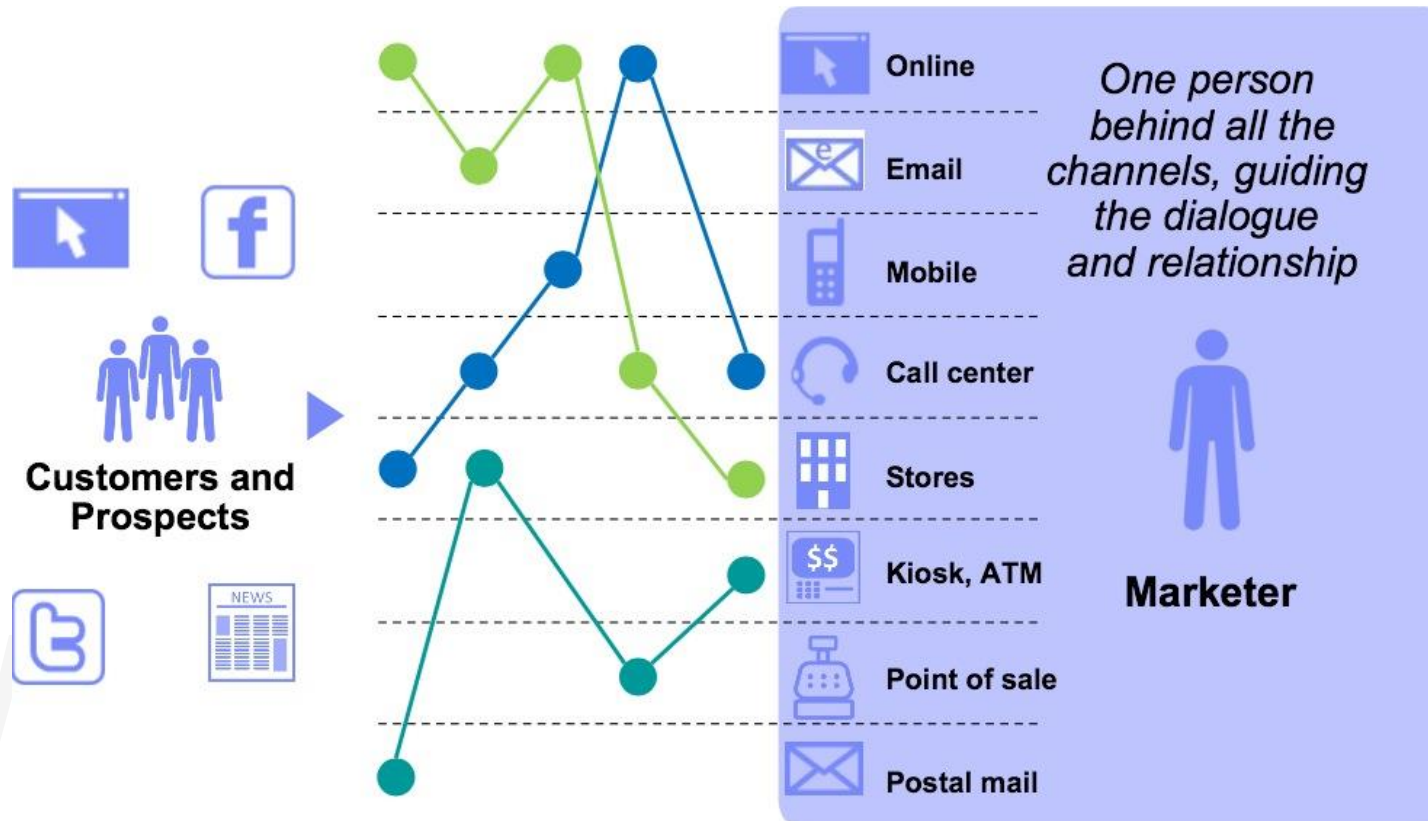 Customers and
Prospects
NEWS
Online
Email
e
Mobile
Call center
Stores
$$
Kiosk, ATM
Point of sale
Postal mail
One person
behind all the
channels, guiding
the dialogue
and relationship
Marketer